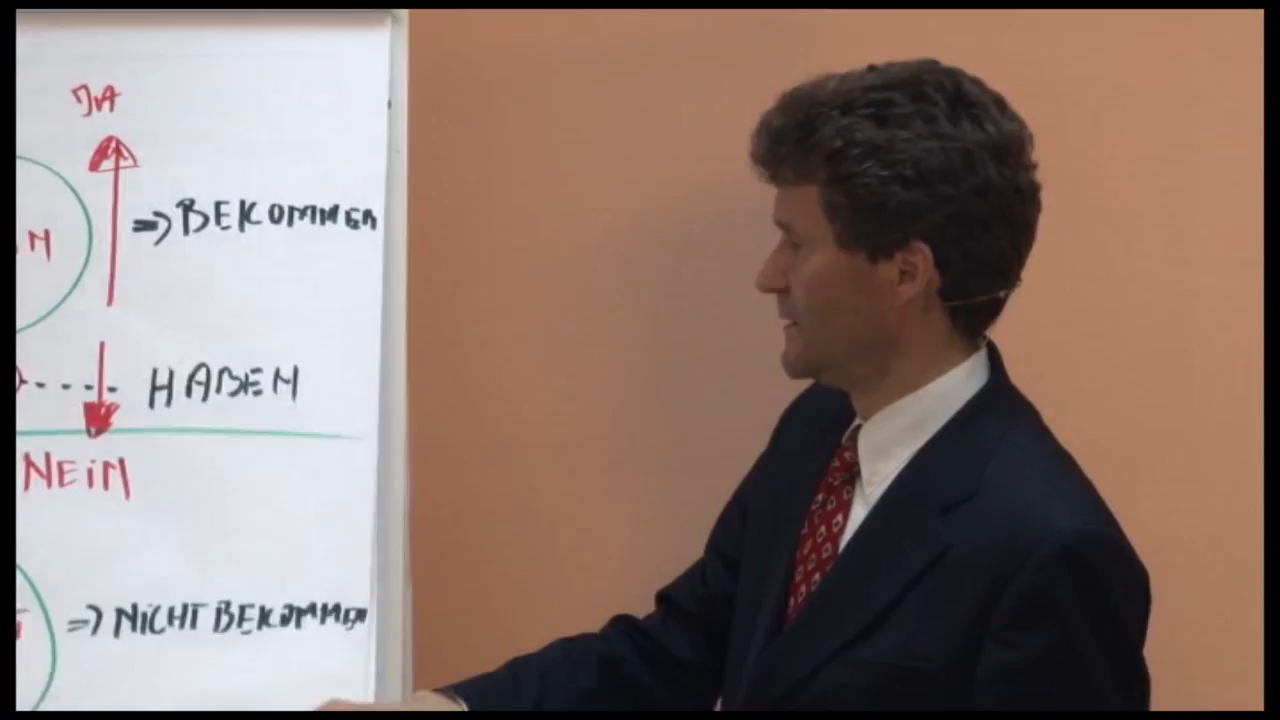 JA
⇒ BEKOMMEN
N
HABEN
NEiN
⇒ NiCHT BEKOMMEN